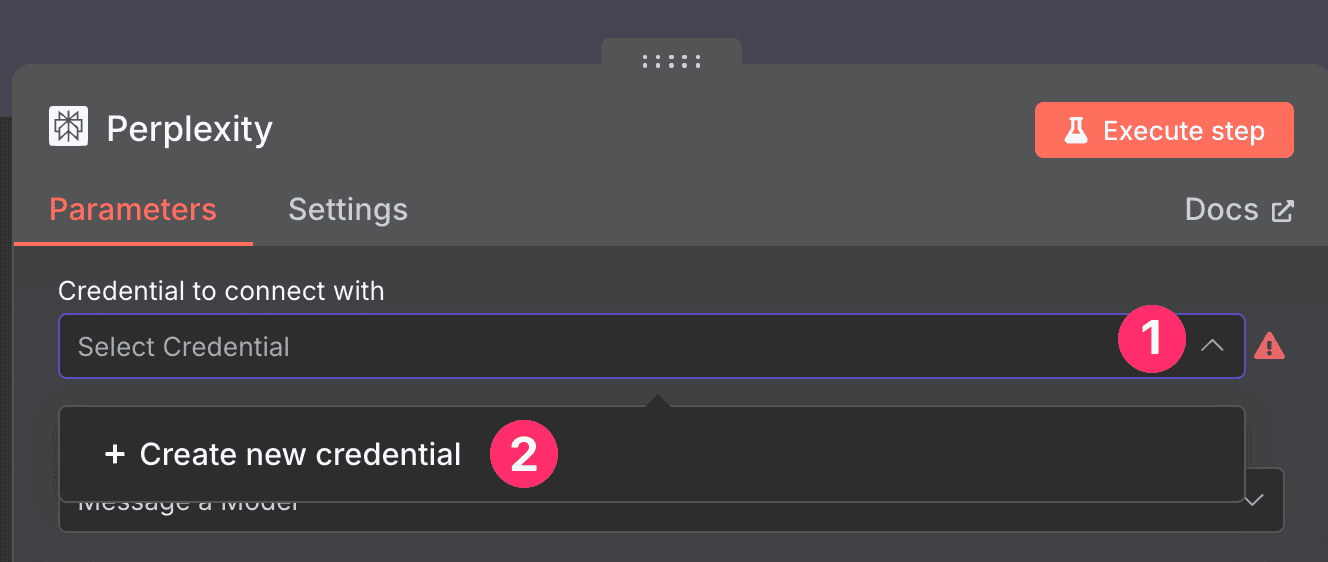 Perplexity
Execute step
Parameters Settings Docs
Credential to connect with
Select Credential 1
+ Create new credential 2
Message a Model